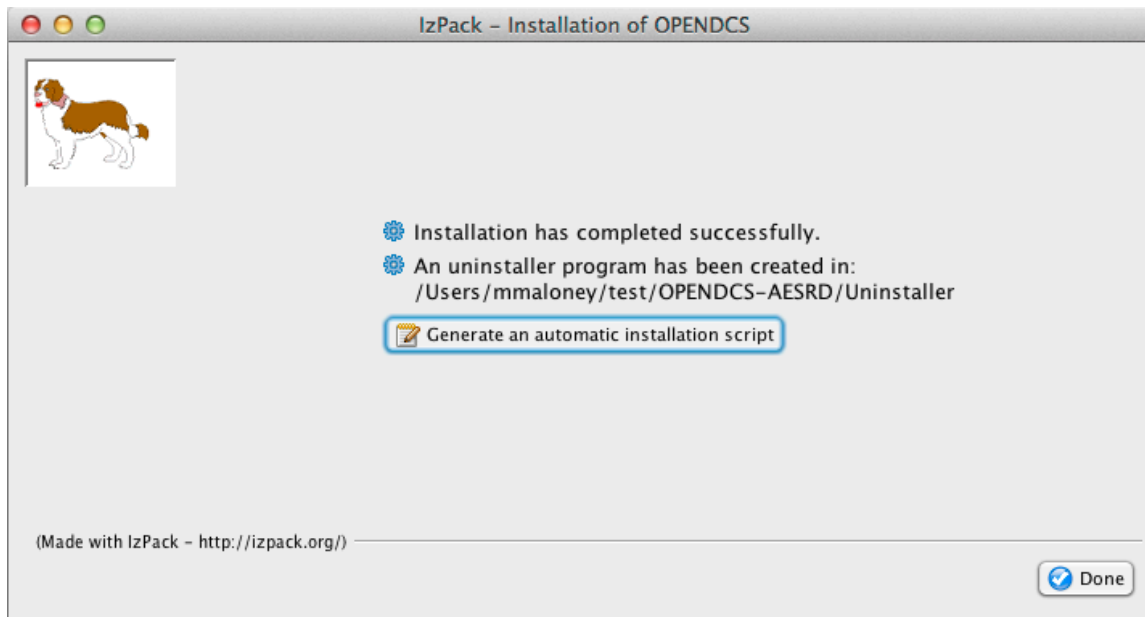 IzPack – Installation of OPENDCS
Installation has completed successfully.
An uninstaller program has been created in:
/Users/mmaloney/test/OPENDCS-AESRD/Uninstaller
Generate an automatic installation script
(Made with IzPack – http://izpack.org/)
Done